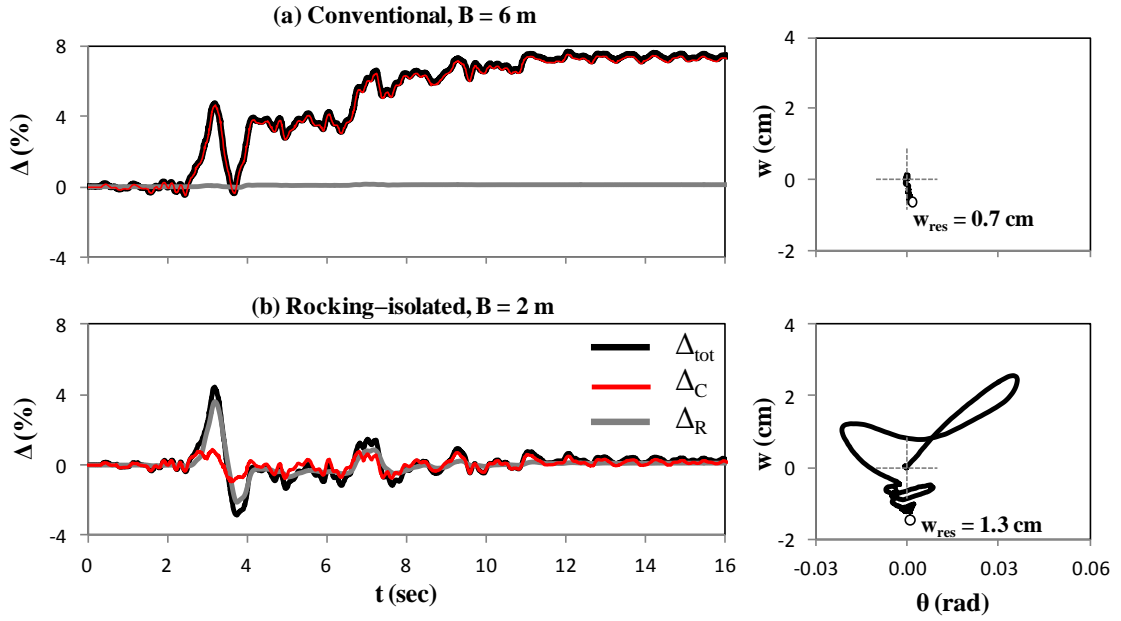 (a) Conventional, B = 6 m
8
4
0
-4
Δ (%)
4
2
0
-2
w (cm)
w_res = 0.7 cm
(b) Rocking–isolated, B = 2 m
8
4
0
-4
Δ (%)
Δ_tot
Δ_C
Δ_R
0 2 4 6 8 10 12 14 16
t (sec)
4
2
0
-2
w (cm)
w_res = 1.3 cm
-0.03 0.00 0.03 0.06
θ (rad)